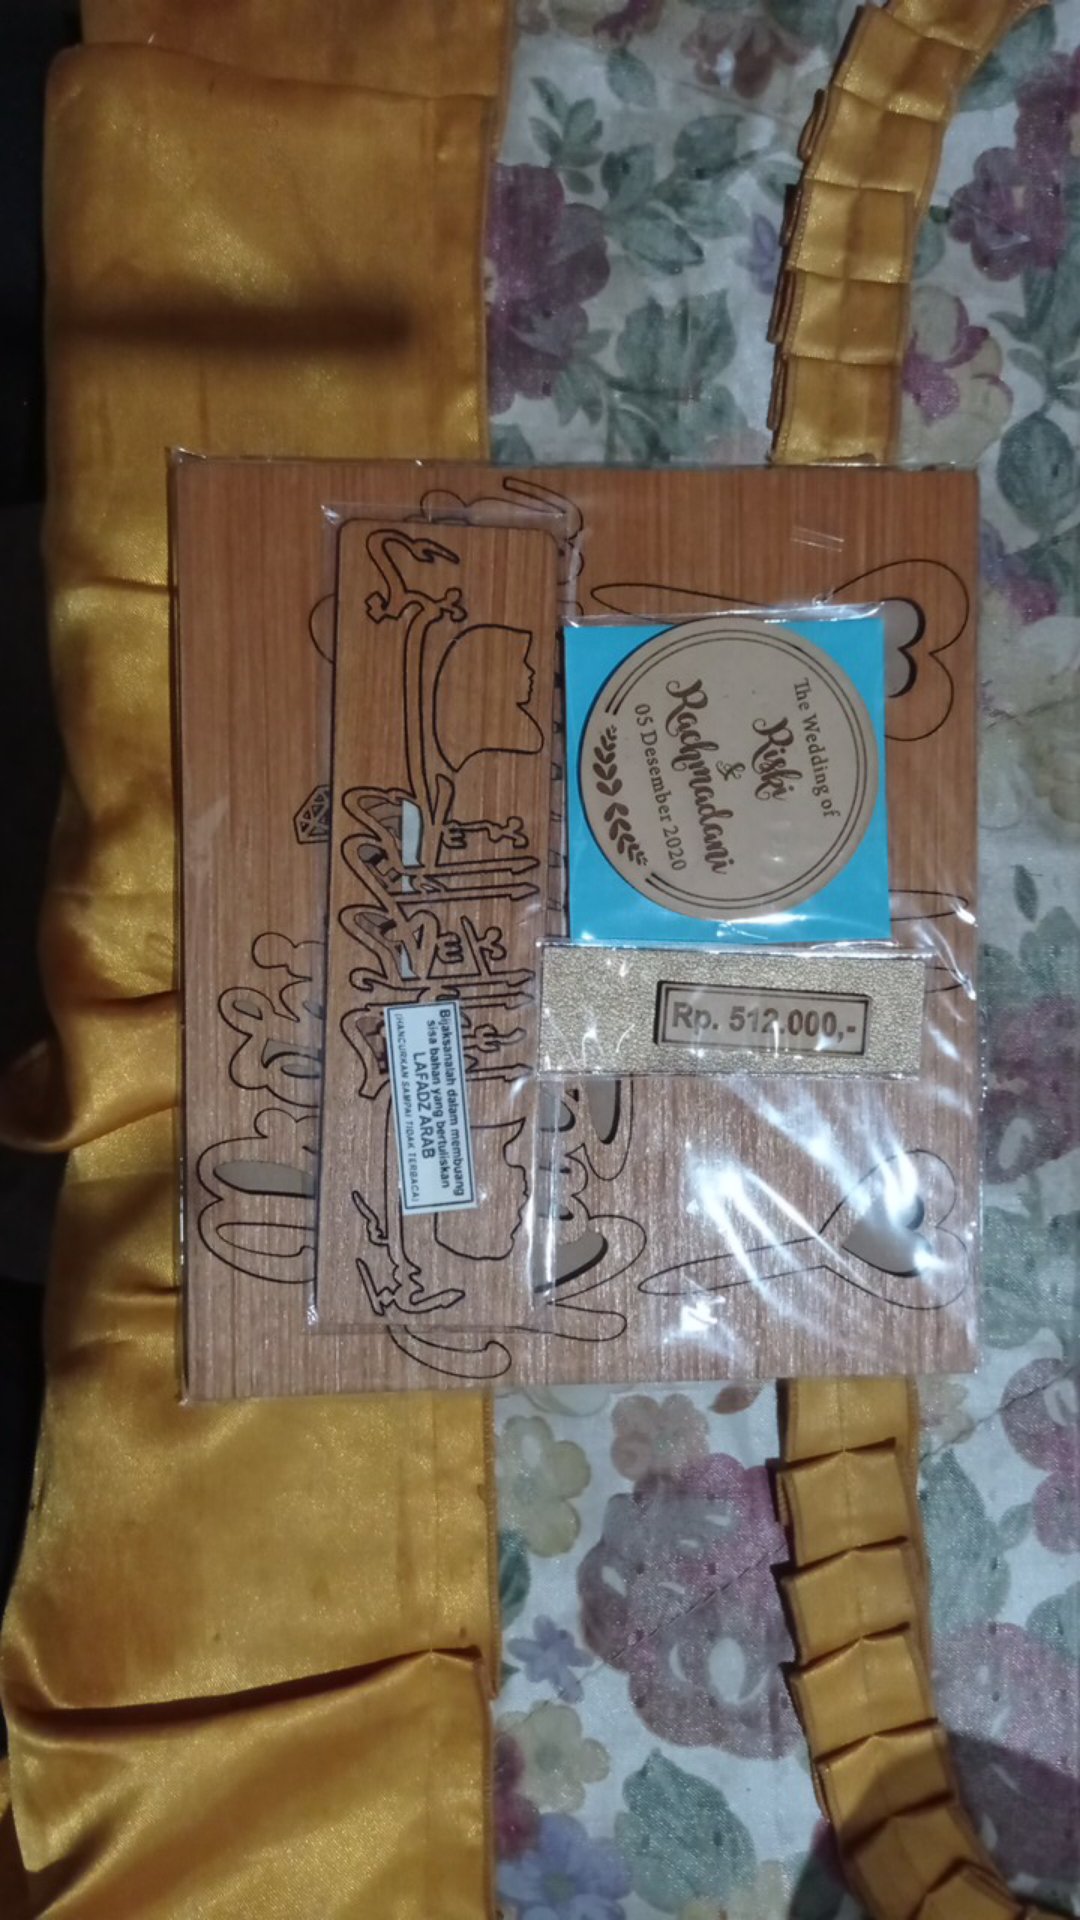 The Wedding of
Riski
&
Rachmadani
05 Desember 2020
Rp. 512.000,-
Bijaksanalah dalam membuang
sisa bahan yang bertuliskan
LAFADZ ARAB
(HANCURKAN SAMPAI TIDAK TERBACA)